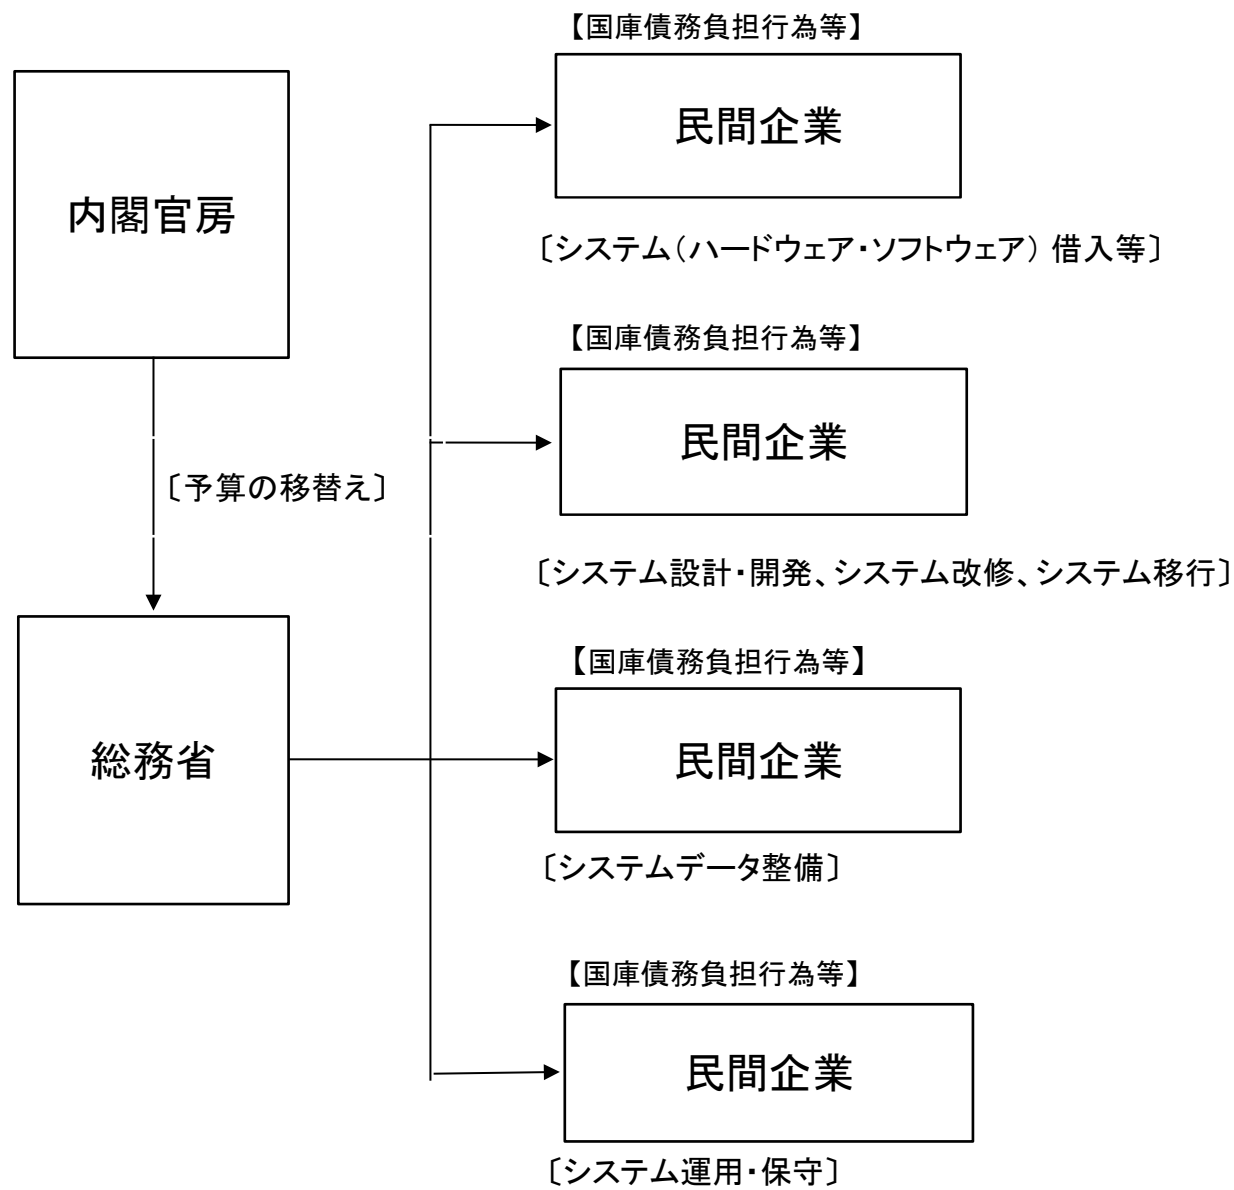 内閣官房
〔予算の移替え〕
総務省
【国庫債務負担行為等】
民間企業
〔システム(ハードウェア・ソフトウェア) 借入等〕
【国庫債務負担行為等】
民間企業
〔システム設計・開発、システム改修、システム移行〕
【国庫債務負担行為等】
民間企業
〔システムデータ整備〕
【国庫債務負担行為等】
民間企業
〔システム運用・保守〕